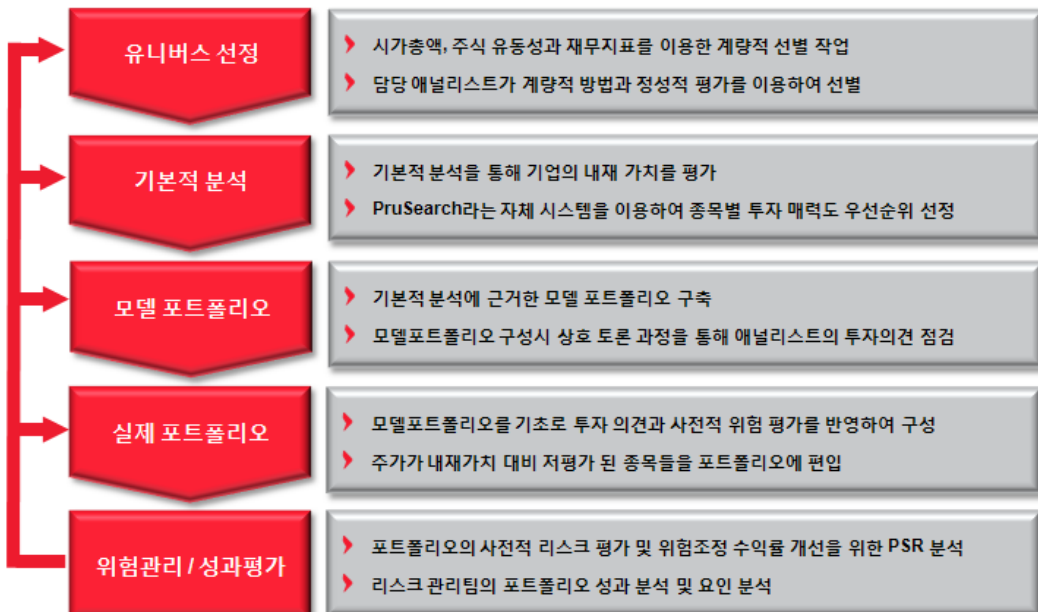 유니버스 선정
시가총액, 주식 유동성과 재무지표를 이용한 계량적 선별 작업
담당 애널리스트가 계량적 방법과 정성적 평가를 이용하여 선별
기본적 분석
기본적 분석을 통해 기업의 내재 가치를 평가
PruSearch라는 자체 시스템을 이용하여 종목별 투자 매력도 우선순위 선정
모델 포트폴리오
기본적 분석에 근거한 모델 포트폴리오 구축
모델포트폴리오 구성시 상호 토론 과정을 통해 애널리스트의 투자의견 점검
실제 포트폴리오
모델포트폴리오를 기초로 투자 의견과 사전적 위험 평가를 반영하여 구성
주가가 내재가치 대비 저평가 된 종목들을 포트폴리오에 편입
위험관리 / 성과평가
포트폴리오의 사전적 리스크 평가 및 위험조정 수익률 개선을 위한 PSR 분석
리스크 관리팀의 포트폴리오 성과 분석 및 요인 분석